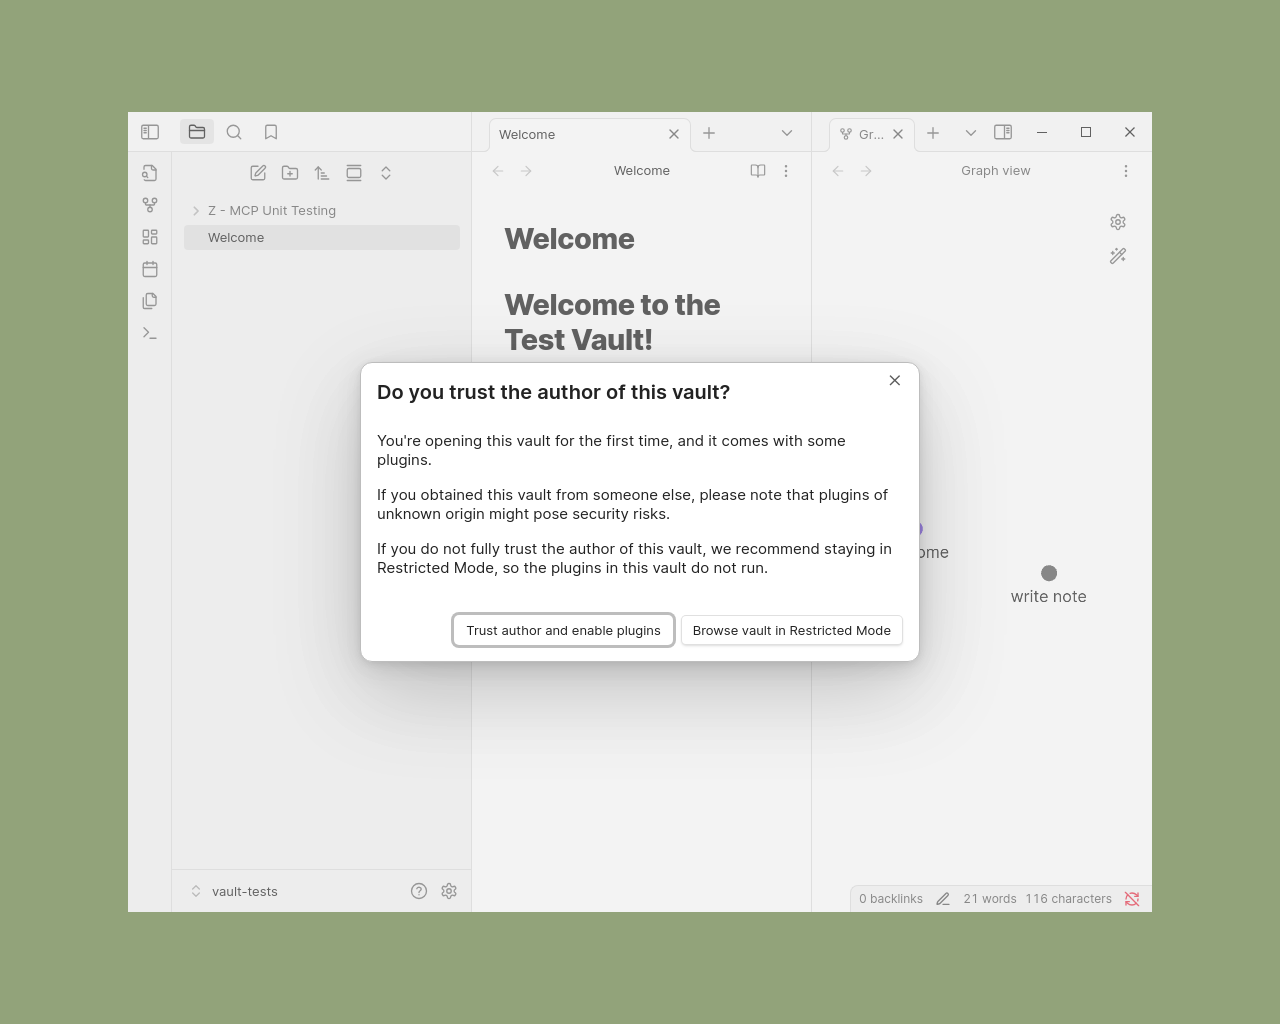 Welcome
Gr...
Welcome
Graph view
Z - MCP Unit Testing
Welcome
Welcome
Welcome to the
Test Vault!
Do you trust the author of this vault?
You're opening this vault for the first time, and it comes with some
plugins.
If you obtained this vault from someone else, please note that plugins of
unknown origin might pose security risks.
If you do not fully trust the author of this vault, we recommend staying in
Restricted Mode, so the plugins in this vault do not run.
Trust author and enable plugins
Browse vault in Restricted Mode
ome
write note
vault-tests
0 backlinks
21 words
116 characters